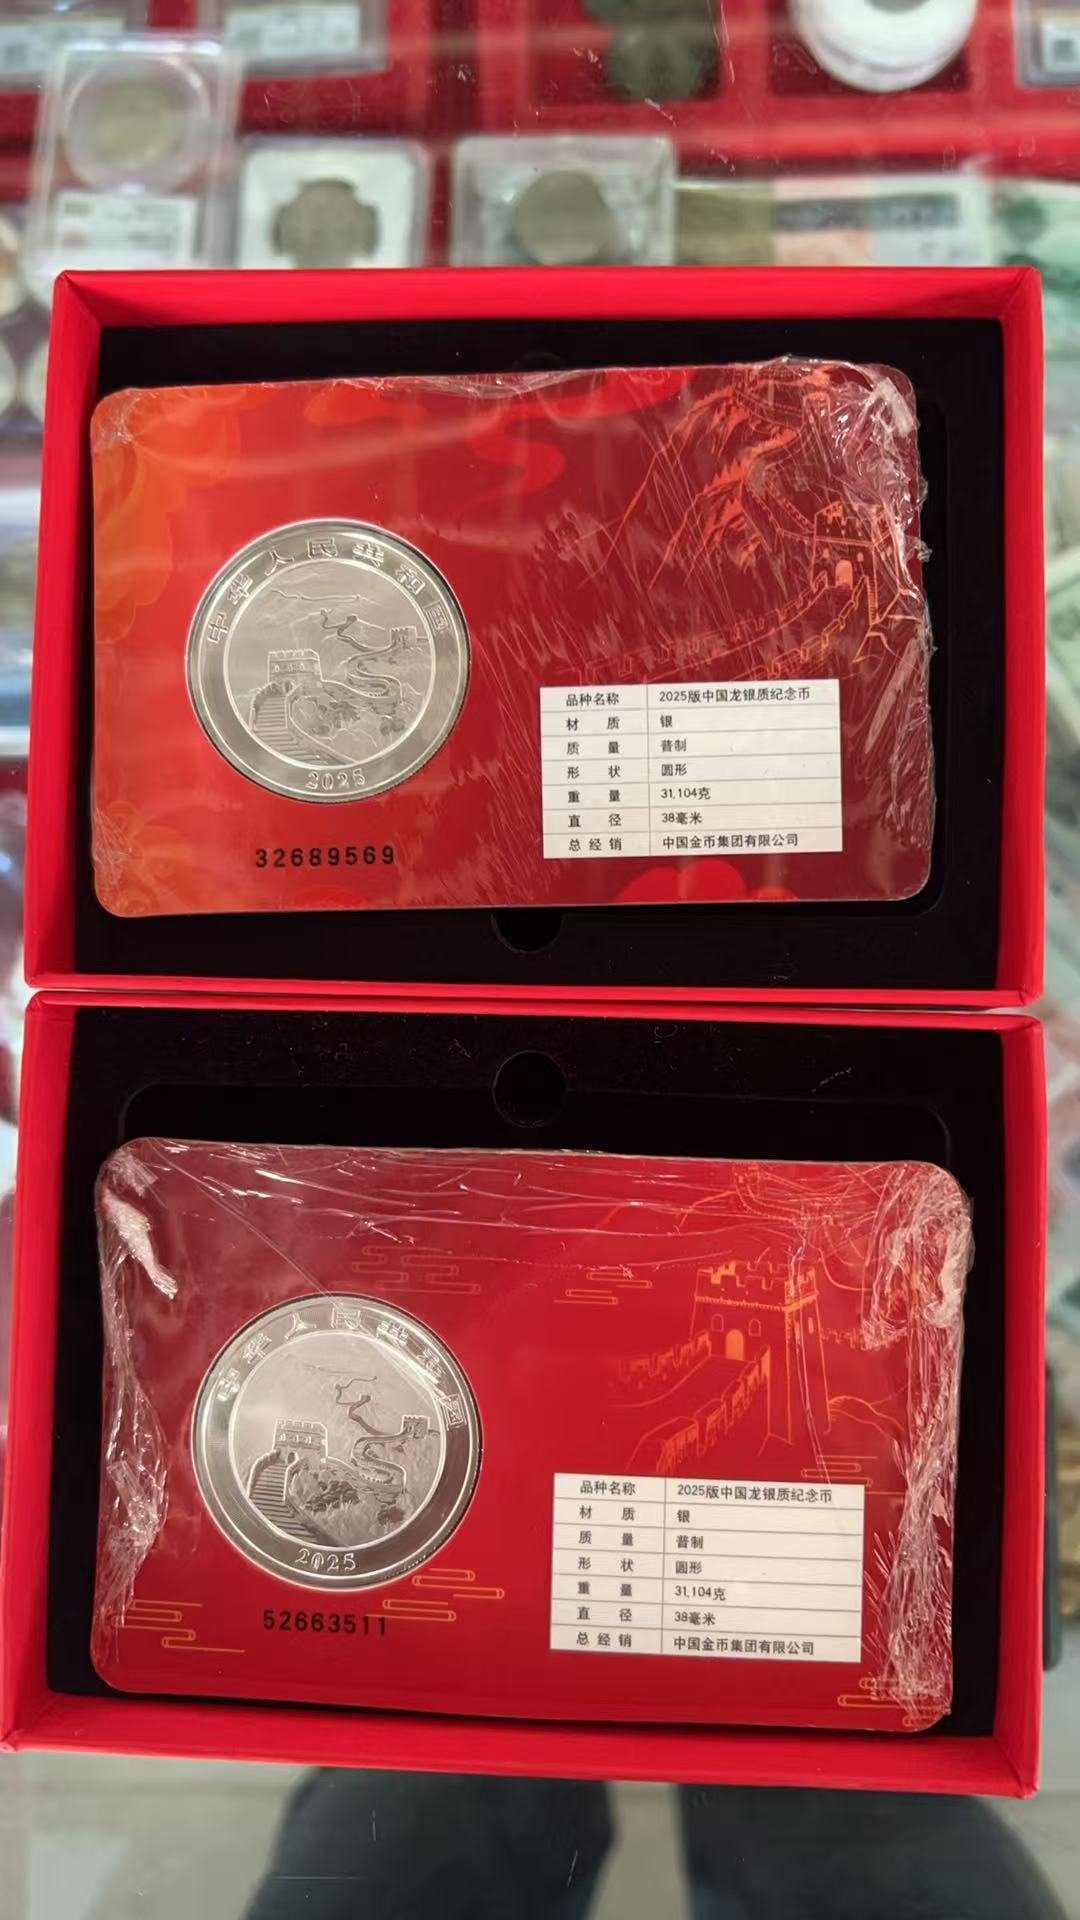 中华人民共和国
2025
32689569
品种名称 2025版中国龙银质纪念币
材质 银
质量 普制
形状 圆形
重量 31.104克
直径 38毫米
总经销 中国金币集团有限公司
中华人民共和国
2025
52663511
品种名称 2025版中国龙银质纪念币
材质 银
质量 普制
形状 圆形
重量 31.104克
直径 38毫米
总经销 中国金币集团有限公司